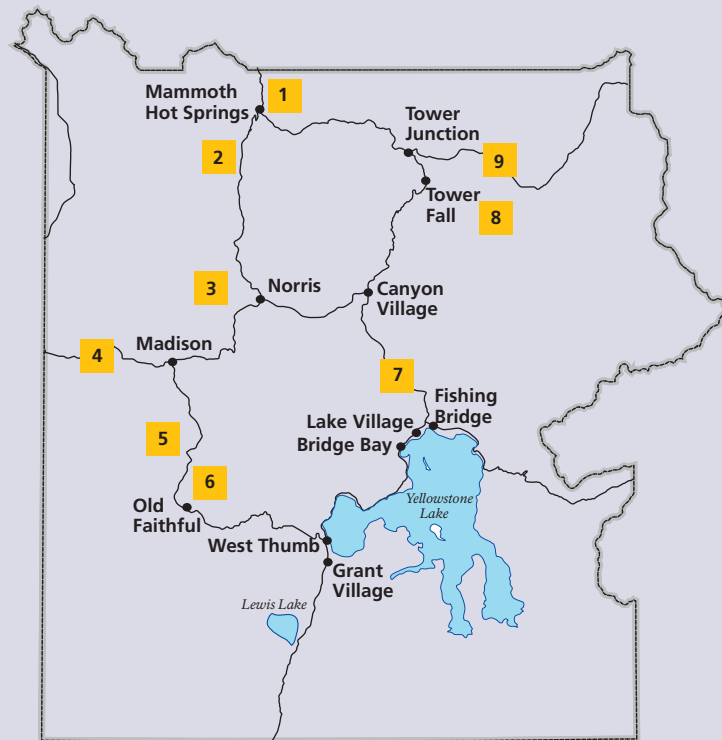 Mammoth
Hot Springs
1
2
Tower
Junction
9
Tower
Fall
8
3
Norris
Canyon
Village
Madison
4
7
Fishing
Bridge
Lake Village
Bridge Bay
5
6
Old
Faithful
Yellowstone
Lake
West Thumb
Grant
Village
Lewis Lake